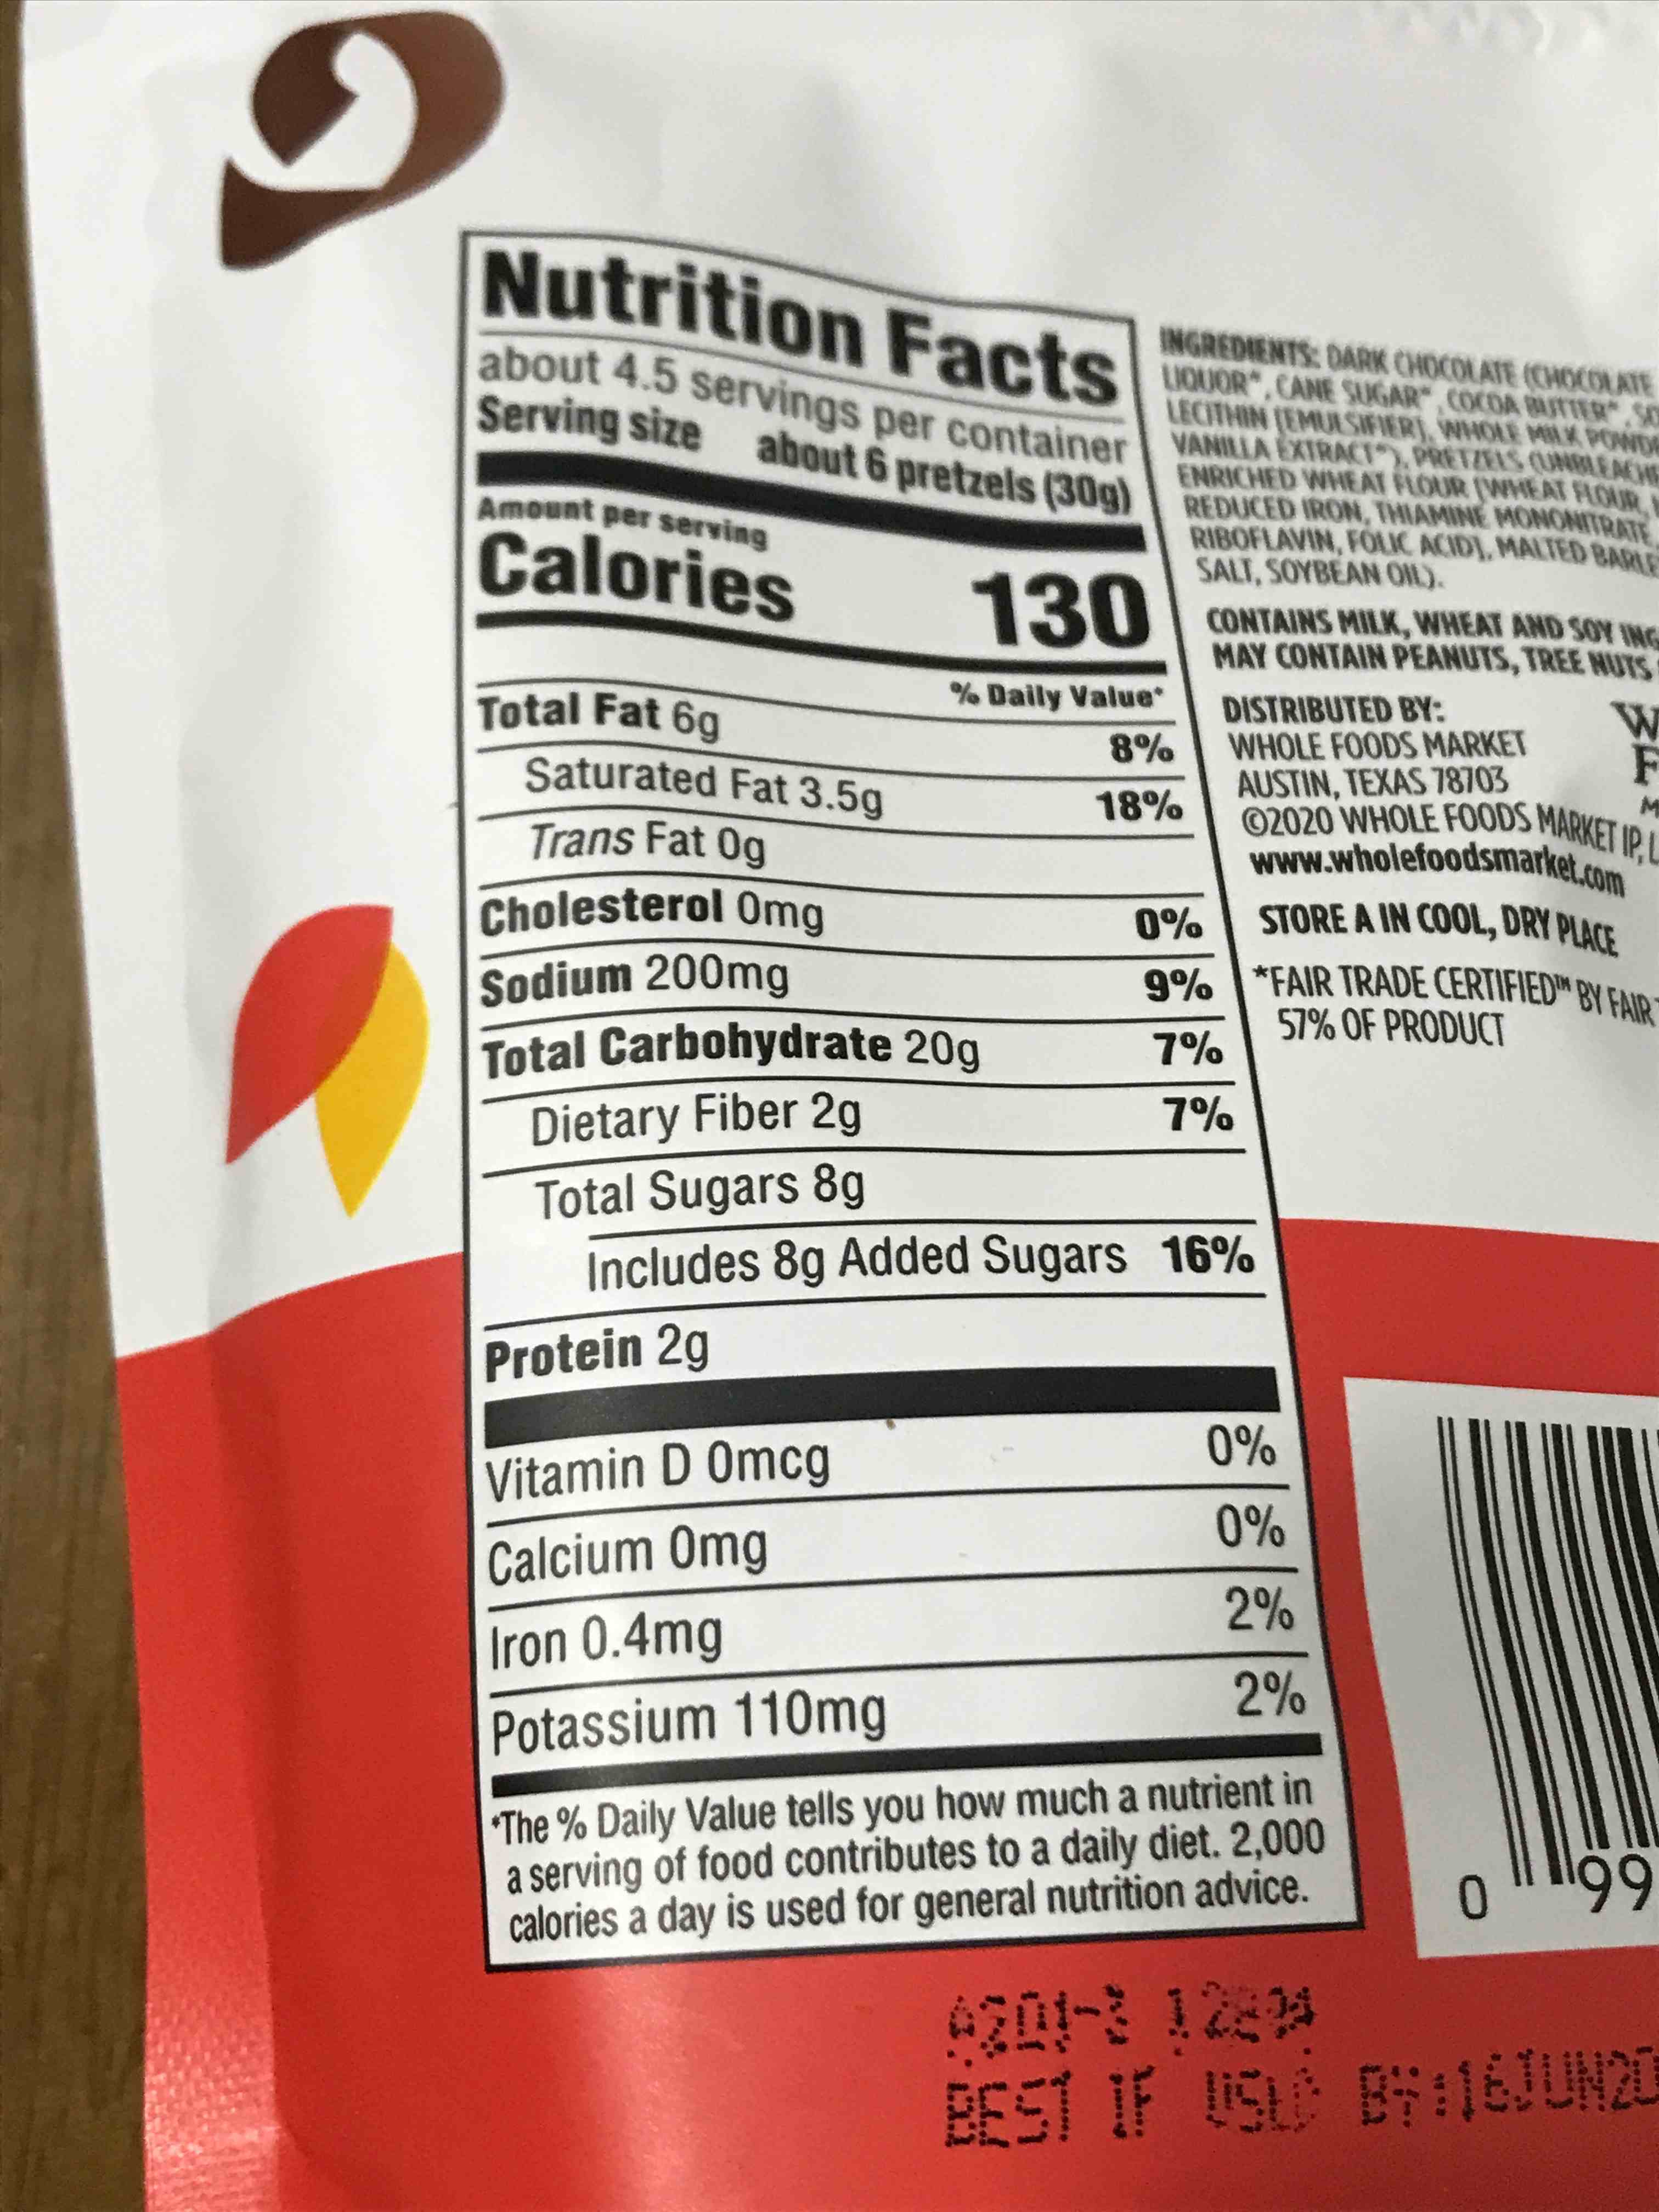 Nutrition Facts
about 4.5 servings per container
Serving size about 6 pretzels (30g)
Amount per serving
Calories 130
% Daily Value*
Total Fat 6g 8%
Saturated Fat 3.5g 18%
Trans Fat 0g
Cholesterol 0mg 0%
Sodium 200mg 9%
Total Carbohydrate 20g 7%
Dietary Fiber 2g 7%
Total Sugars 8g
Includes 8g Added Sugars 16%
Protein 2g
Vitamin D 0mcg 0%
Calcium 0mg 0%
Iron 0.4mg 2%
Potassium 110mg 2%
*The % Daily Value tells you how much a nutrient in
a serving of food contributes to a daily diet. 2,000
calories a day is used for general nutrition advice.
INGREDIENTS: DARK CHOCOLATE (CHOCOLATE
LIQUOR*, CANE SUGAR*, COCOA BUTTER*, SO
LECITHIN [EMULSIFIER], WHOLE MILK POWDE
VANILLA EXTRACT*), PRETZELS (UNBLEACHE
ENRICHED WHEAT FLOUR [WHEAT FLOUR,
REDUCED IRON, THIAMINE MONONITRATE,
RIBOFLAVIN, FOLIC ACID], MALTED BARLE
SALT, SOYBEAN OIL).
CONTAINS MILK, WHEAT AND SOY ING
MAY CONTAIN PEANUTS, TREE NUTS
DISTRIBUTED BY:
WHOLE FOODS MARKET
AUSTIN, TEXAS 78703
©2020 WHOLE FOODS MARKET IP, L
www.wholefoodsmarket.com
W
F
M
STORE A IN COOL, DRY PLACE
*FAIR TRADE CERTIFIED™ BY FAIR
57% OF PRODUCT
0 99
BEST IF USED BY: